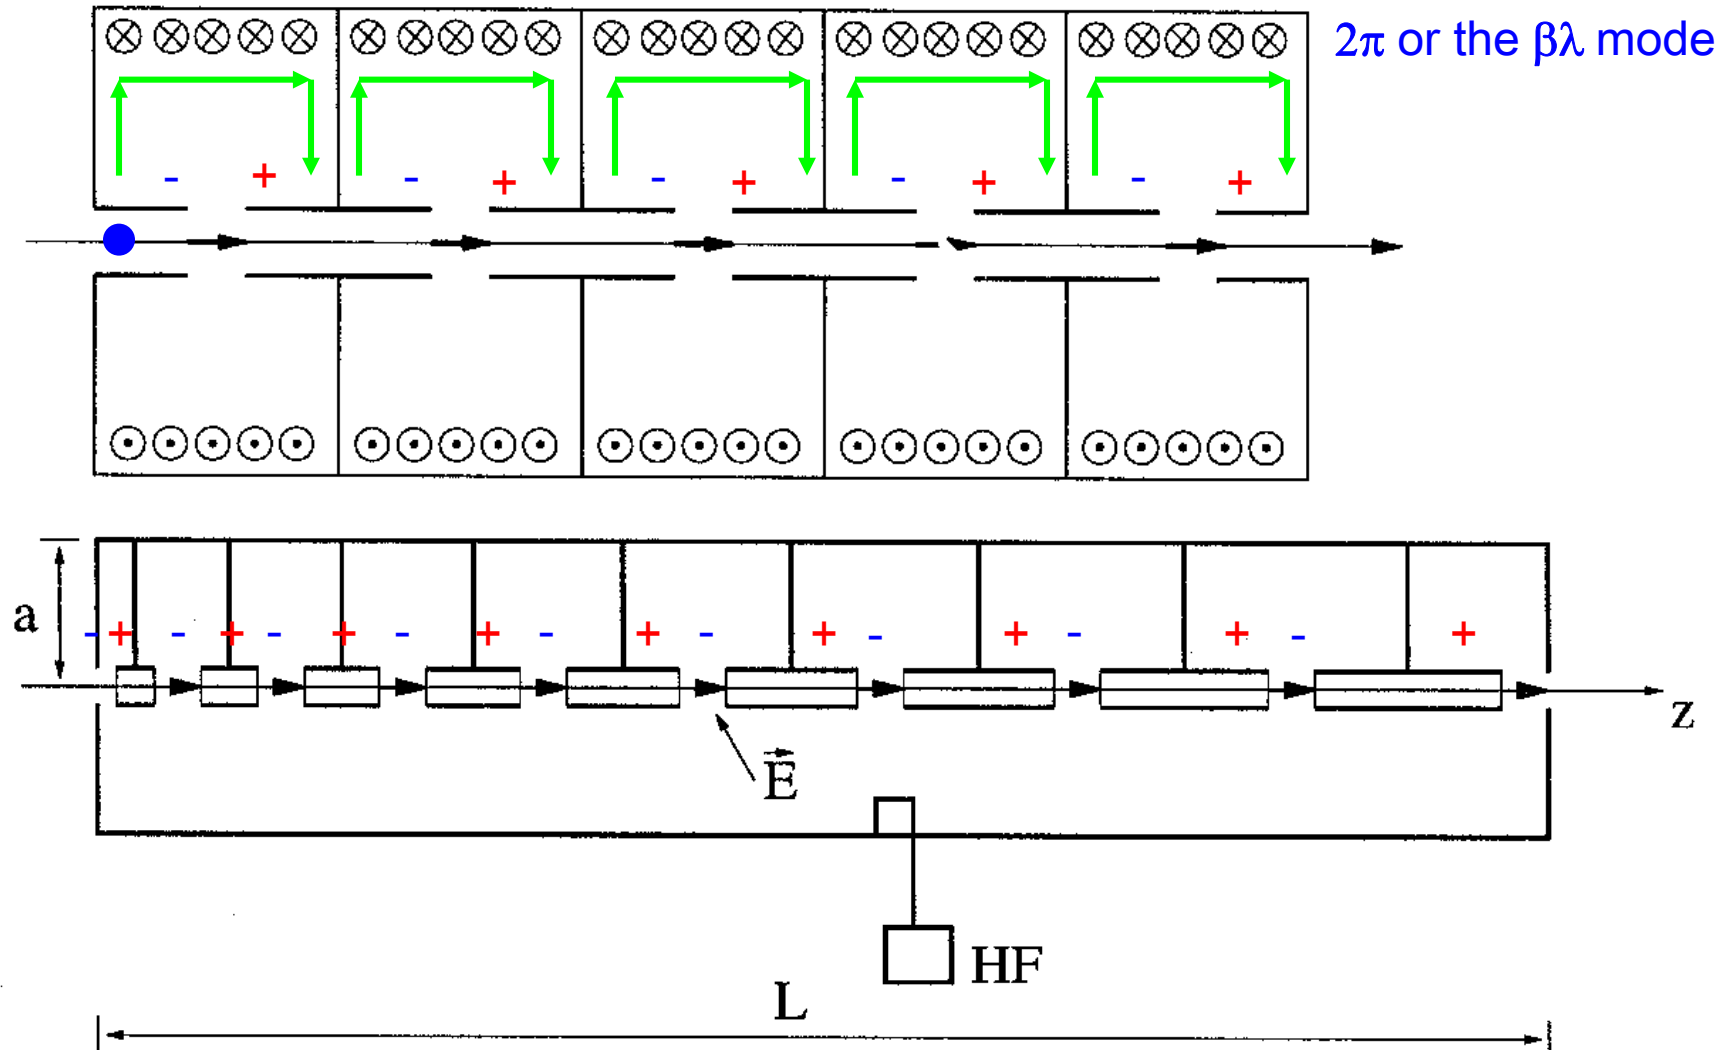 2π or the βλ mode
- + - + - + - + - +
a
- + - + - + - + - + - + - + - + - +
z
E
HF
L